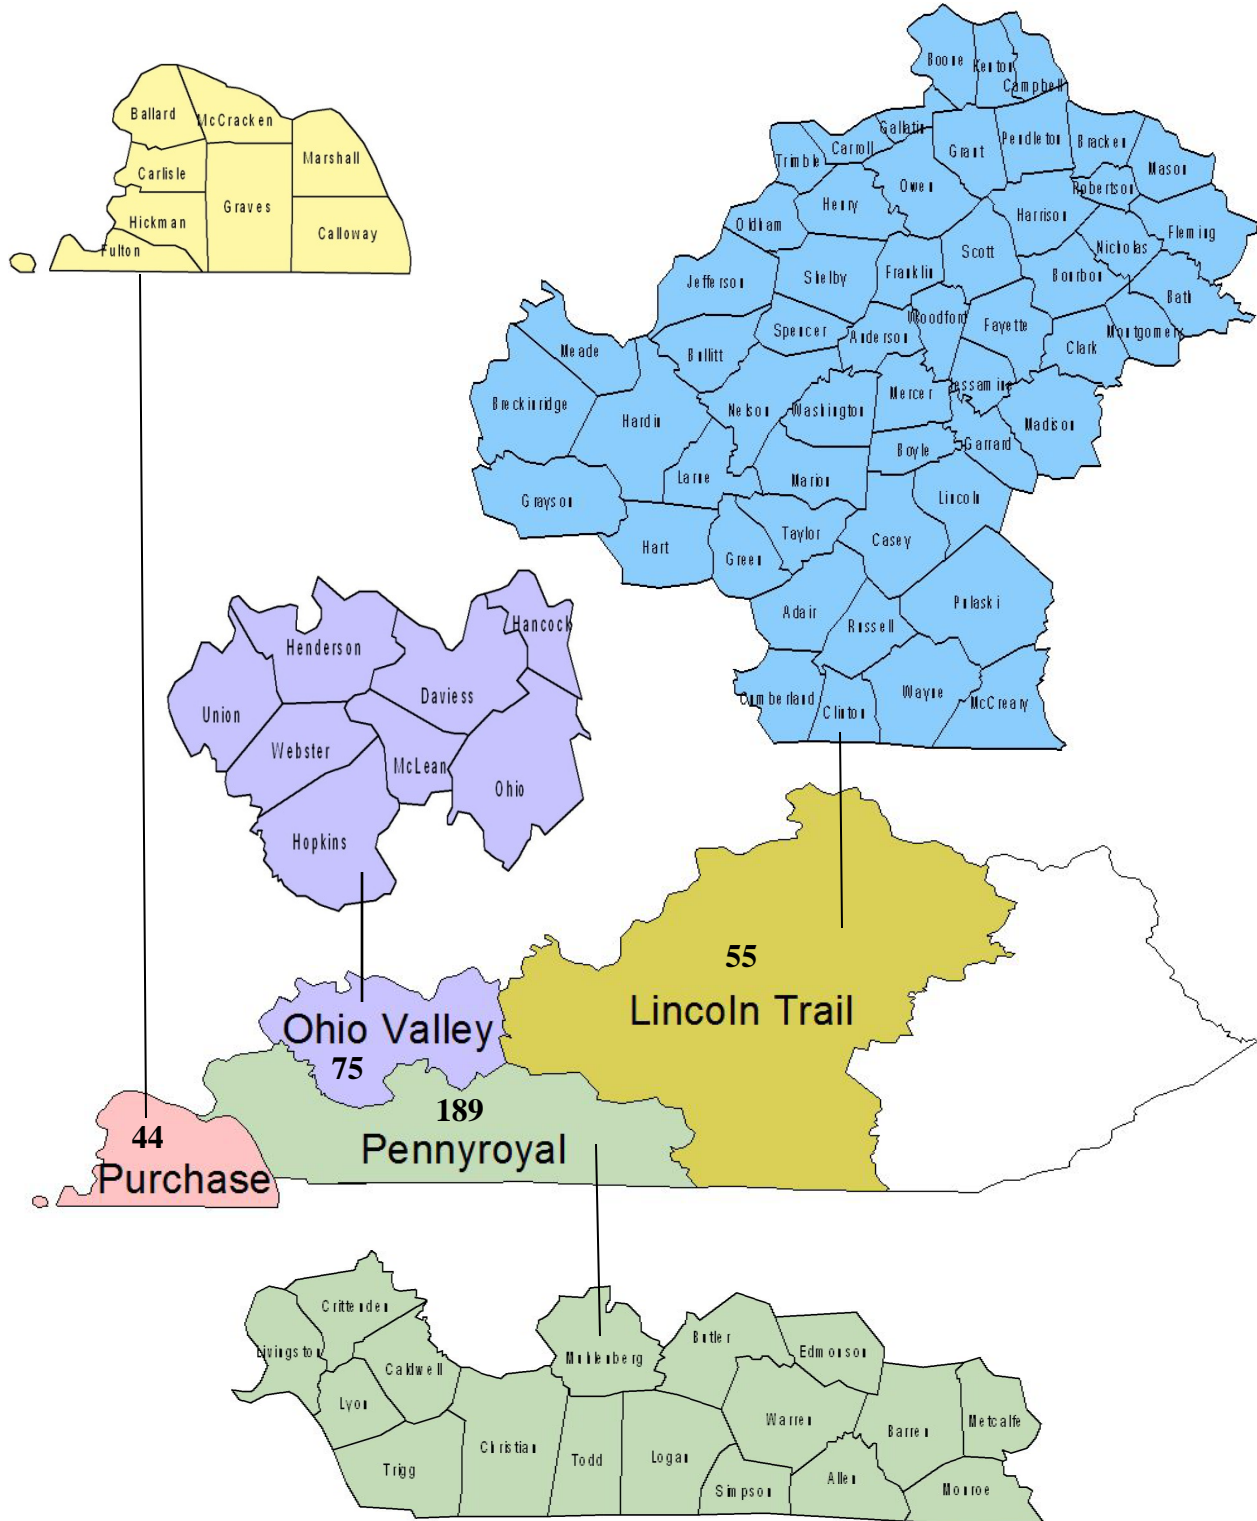 Boone
Kenton
Campbell
Ballard
McCracken
Gallatin
Carroll
Grant
Pendleton
Bracken
Trimble
Mason
Marshall
Carlisle
Owen
Robertson
Henry
Harrison
Graves
Hickman
Oldham
Calloway
Fulton
Scott
Nicholas
Fleming
Jefferson
Shelby
Franklin
Bourbon
Bath
Woodford
Spencer
Anderson
Fayette
Montgomery
Meade
Bullitt
Clark
Breckinridge
Mercer
Jessamine
Hardin
Nelson
Washington
Madison
Boyle
Garrard
Larue
Marion
Grayson
Lincoln
Taylor
Casey
Hart
Green
Adair
Russell
Pulaski
Hancock
Henderson
Daviess
Cumberland
Clinton
Wayne
McCreary
Union
Webster
McLean
Ohio
Hopkins
55
Lincoln Trail
Ohio Valley
75
189
Pennyroyal
44
Purchase
Crittenden
Livingston
Caldwell
Muhlenberg
Butler
Edmonson
Lyon
Warren
Metcalfe
Barren
Christian
Todd
Logan
Trigg
Allen
Simpson
Monroe